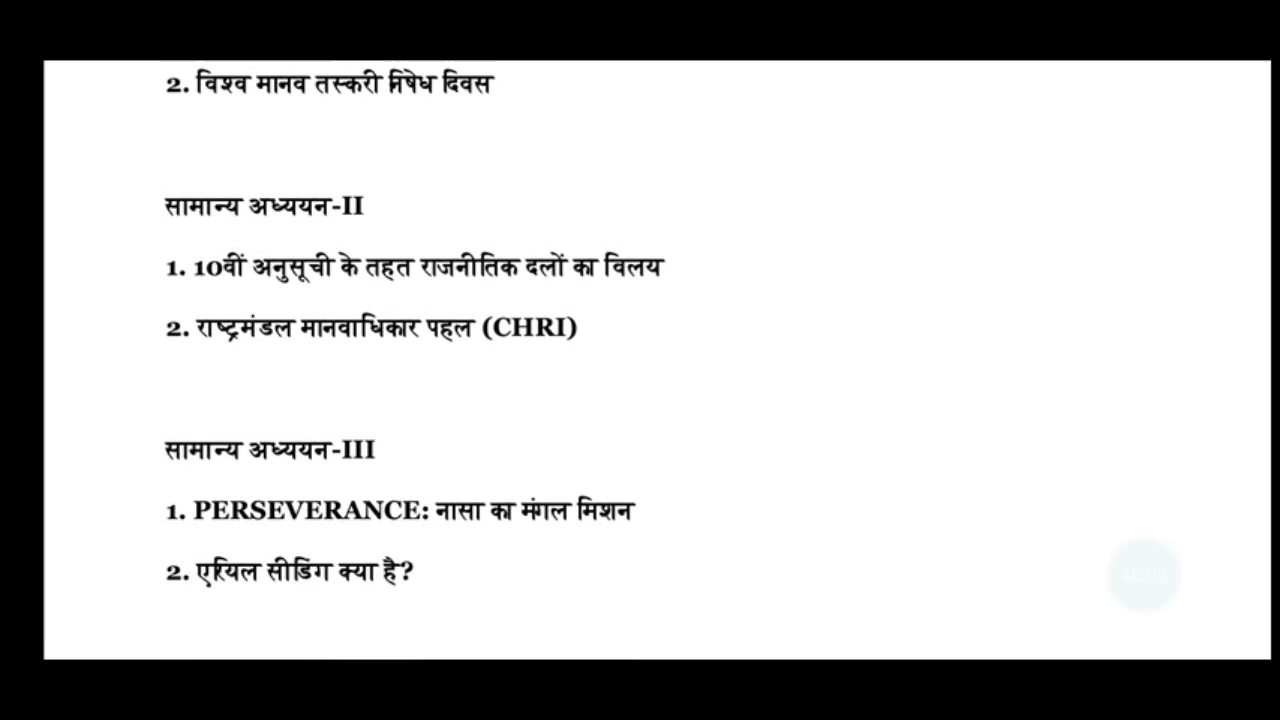 2. विश्व मानव तस्करी निषेध दिवस
सामान्य अध्ययन-II
1. 10वीं अनुसूची के तहत राजनीतिक दलों का विलय
2. राष्ट्रमंडल मानवाधिकार पहल (CHRI)
सामान्य अध्ययन-III
1. PERSEVERANCE: नासा का मंगल मिशन
2. एरियल सीडिंग क्या है?